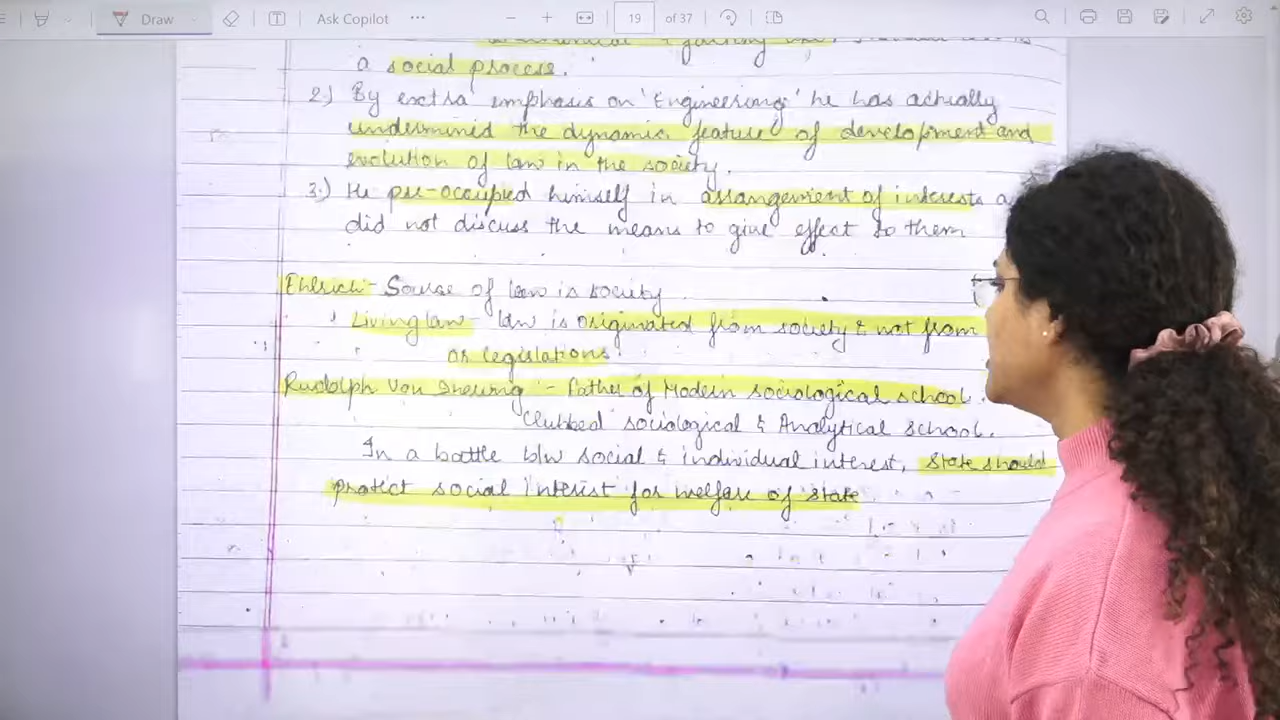 Draw
Ask Copilot
19 of 37
a social process.
2.) By extra emphasis on 'Engineering' he has actually
undermined the dynamic feature of development and
evolution of law in the society.
3.) He pre-occupied himself in arrangement of interests a
did not discuss the means to give effect to them
Ehlrich - Sourse of law is society
Living law - law is originated from society & not from
or legislations.
Rudolph Von Iherring :- Father of Modern sociological school.
Clubbed sociological & Analytical school.
In a battle b/w social & individual interest, state should
protect social interest for welfare of state